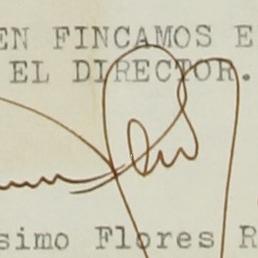 EN FINCAMOS E
EL DIRECTOR.
simo Flores R